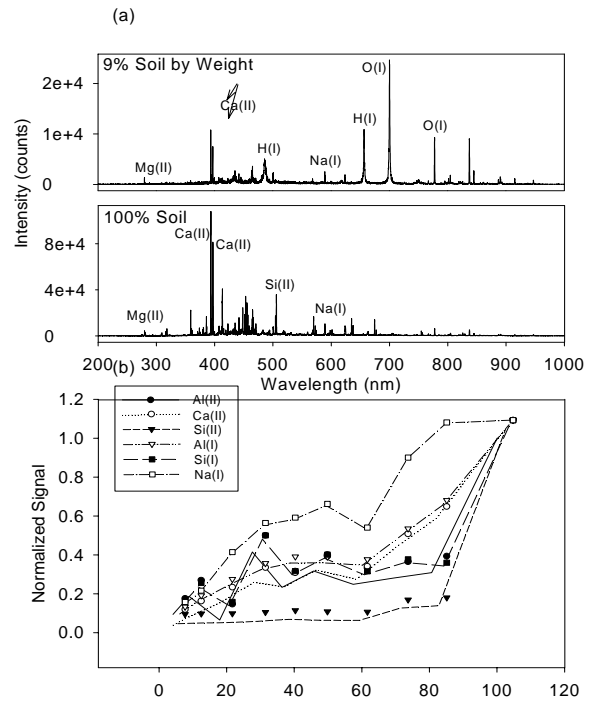 (a)
9% Soil by Weight
2e+4
1e+4
0
Mg(II)
Ca(II)
H(I)
Na(I)
H(I)
O(I)
O(I)
Intensity (counts)
100% Soil
8e+4
4e+4
0
Mg(II)
Ca(II)
Ca(II)
Si(II)
Na(I)
200 300 400 500 600 700 800 900 1000
Wavelength (nm)
(b)
Al(II)
Ca(II)
Si(II)
Al(I)
Si(I)
Na(I)
Normalized Signal
1.2
1.0
0.8
0.6
0.4
0.2
0.0
0 20 40 60 80 100 120